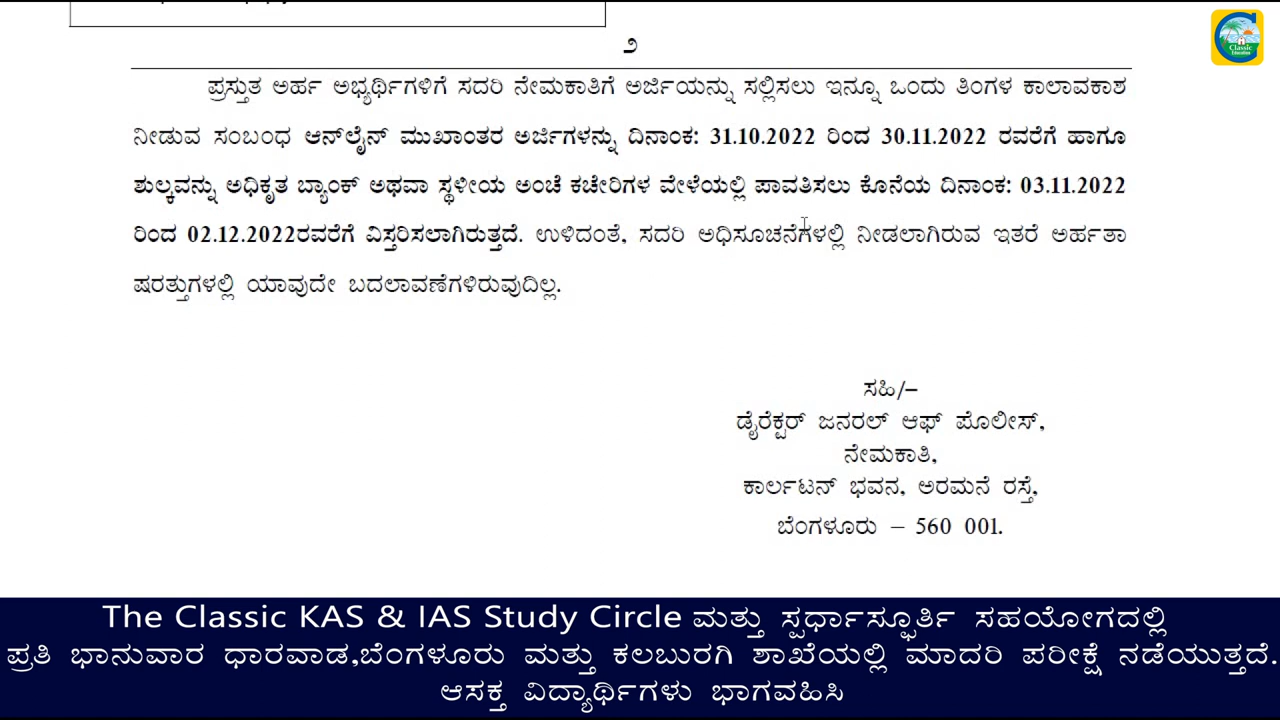 ೨
ಪ್ರಸ್ತುತ ಅರ್ಹ ಅಭ್ಯರ್ಥಿಗಳಿಗೆ ಸದರಿ ನೇಮಕಾತಿಗೆ ಅರ್ಜಿಯನ್ನು ಸಲ್ಲಿಸಲು ಇನ್ನೂ ಒಂದು ತಿಂಗಳ ಕಾಲಾವಕಾಶ
ನೀಡುವ ಸಂಬಂಧ ಆನ್‌ಲೈನ್ ಮುಖಾಂತರ ಅರ್ಜಿಗಳನ್ನು ದಿನಾಂಕ: 31.10.2022 ರಿಂದ 30.11.2022 ರವರೆಗೆ ಹಾಗೂ
ಶುಲ್ಕವನ್ನು ಅಧಿಕೃತ ಬ್ಯಾಂಕ್ ಅಥವಾ ಸ್ಥಳೀಯ ಅಂಚೆ ಕಚೇರಿಗಳ ವೇಳೆಯಲ್ಲಿ ಪಾವತಿಸಲು ಕೊನೆಯ ದಿನಾಂಕ: 03.11.2022
ರಿಂದ 02.12.2022ರವರೆಗೆ ವಿಸ್ತರಿಸಲಾಗಿರುತ್ತದೆ. ಉಳಿದಂತೆ, ಸದರಿ ಅಧಿಸೂಚನೆಗಳಲ್ಲಿ ನೀಡಲಾಗಿರುವ ಇತರೆ ಅರ್ಹತಾ
ಷರತ್ತುಗಳಲ್ಲಿ ಯಾವುದೇ ಬದಲಾವಣೆಗಳಿರುವುದಿಲ್ಲ.
ಸಹಿ/–
ಡೈರೆಕ್ಟರ್ ಜನರಲ್ ಆಫ್ ಪೊಲೀಸ್,
ನೇಮಕಾತಿ,
ಕಾರ್ಲಟನ್ ಭವನ, ಅರಮನೆ ರಸ್ತೆ,
ಬೆಂಗಳೂರು – 560 001.
Classic
Education
The Classic KAS & IAS Study Circle ಮತ್ತು ಸ್ಪರ್ಧಾಸ್ಫೂರ್ತಿ ಸಹಯೋಗದಲ್ಲಿ
ಪ್ರತಿ ಭಾನುವಾರ ಧಾರವಾಡ,ಬೆಂಗಳೂರು ಮತ್ತು ಕಲಬುರಗಿ ಶಾಖೆಯಲ್ಲಿ ಮಾದರಿ ಪರೀಕ್ಷೆ ನಡೆಯುತ್ತದೆ.
ಆಸಕ್ತ ವಿದ್ಯಾರ್ಥಿಗಳು ಭಾಗವಹಿಸಿ